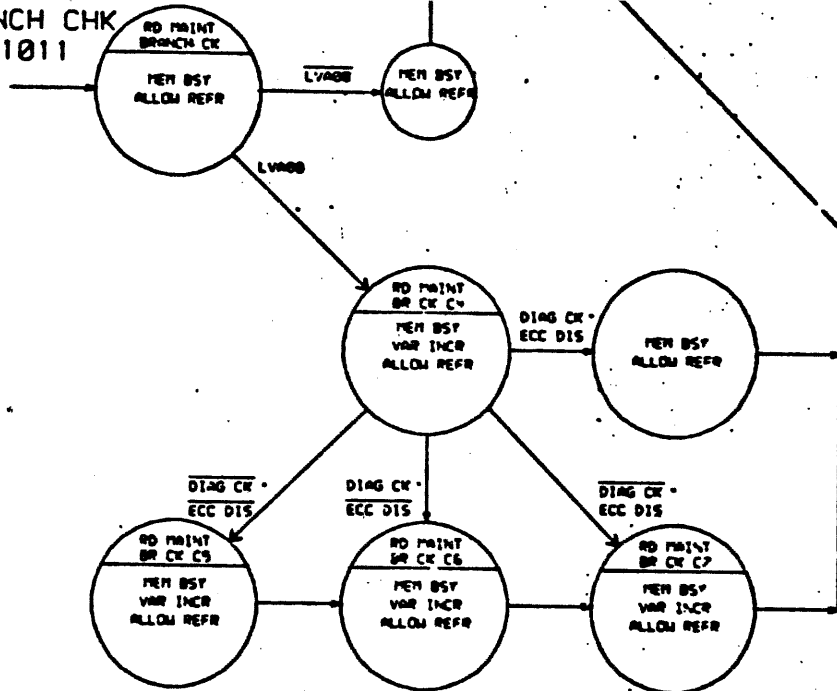 NCH CHK
1011
RD MAINT
BRANCH CK
MEM BSY
ALLOW REFR
LVA08
MEM BSY
ALLOW REFR
LVA08
RD MAINT
BR CK C4
MEM BSY
VAR INCR
ALLOW REFR
DIAG CK •
ECC DIS
MEM BSY
ALLOW REFR
DIAG CK •
ECC DIS
DIAG CK •
ECC DIS
DIAG CK •
ECC DIS
RD MAINT
BR CK C5
MEM BSY
VAR INCR
ALLOW REFR
RD MAINT
BR CK C6
MEM BSY
VAR INCR
ALLOW REFR
RD MAINT
BR CK C7
MEM BSY
VAR INCR
ALLOW REFR